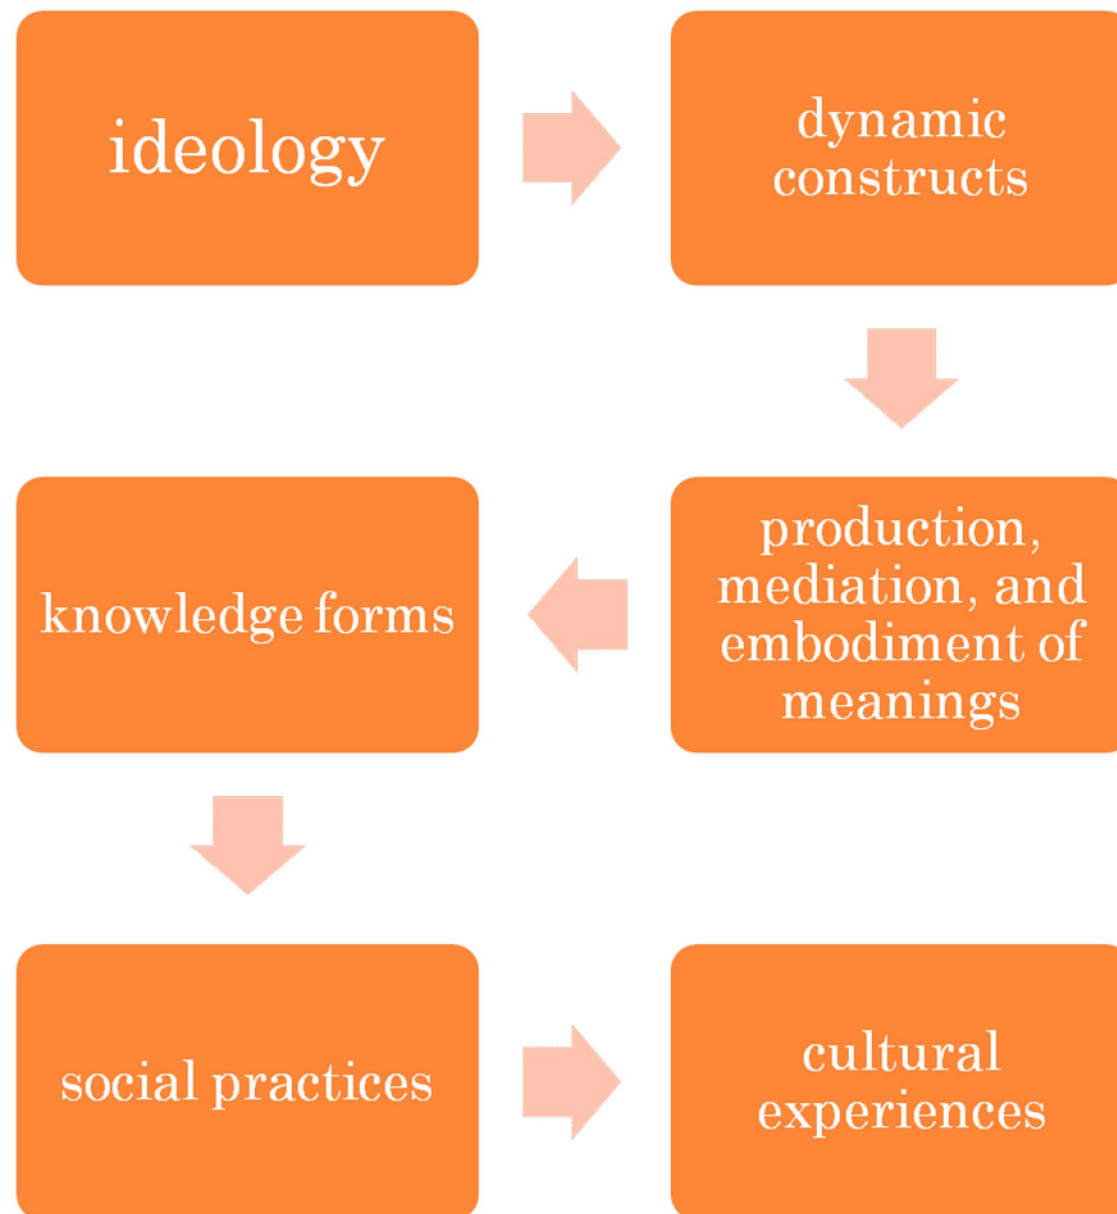 ideology
dynamic
constructs
production,
mediation, and
embodiment of
meanings
knowledge forms
social practices
cultural
experiences